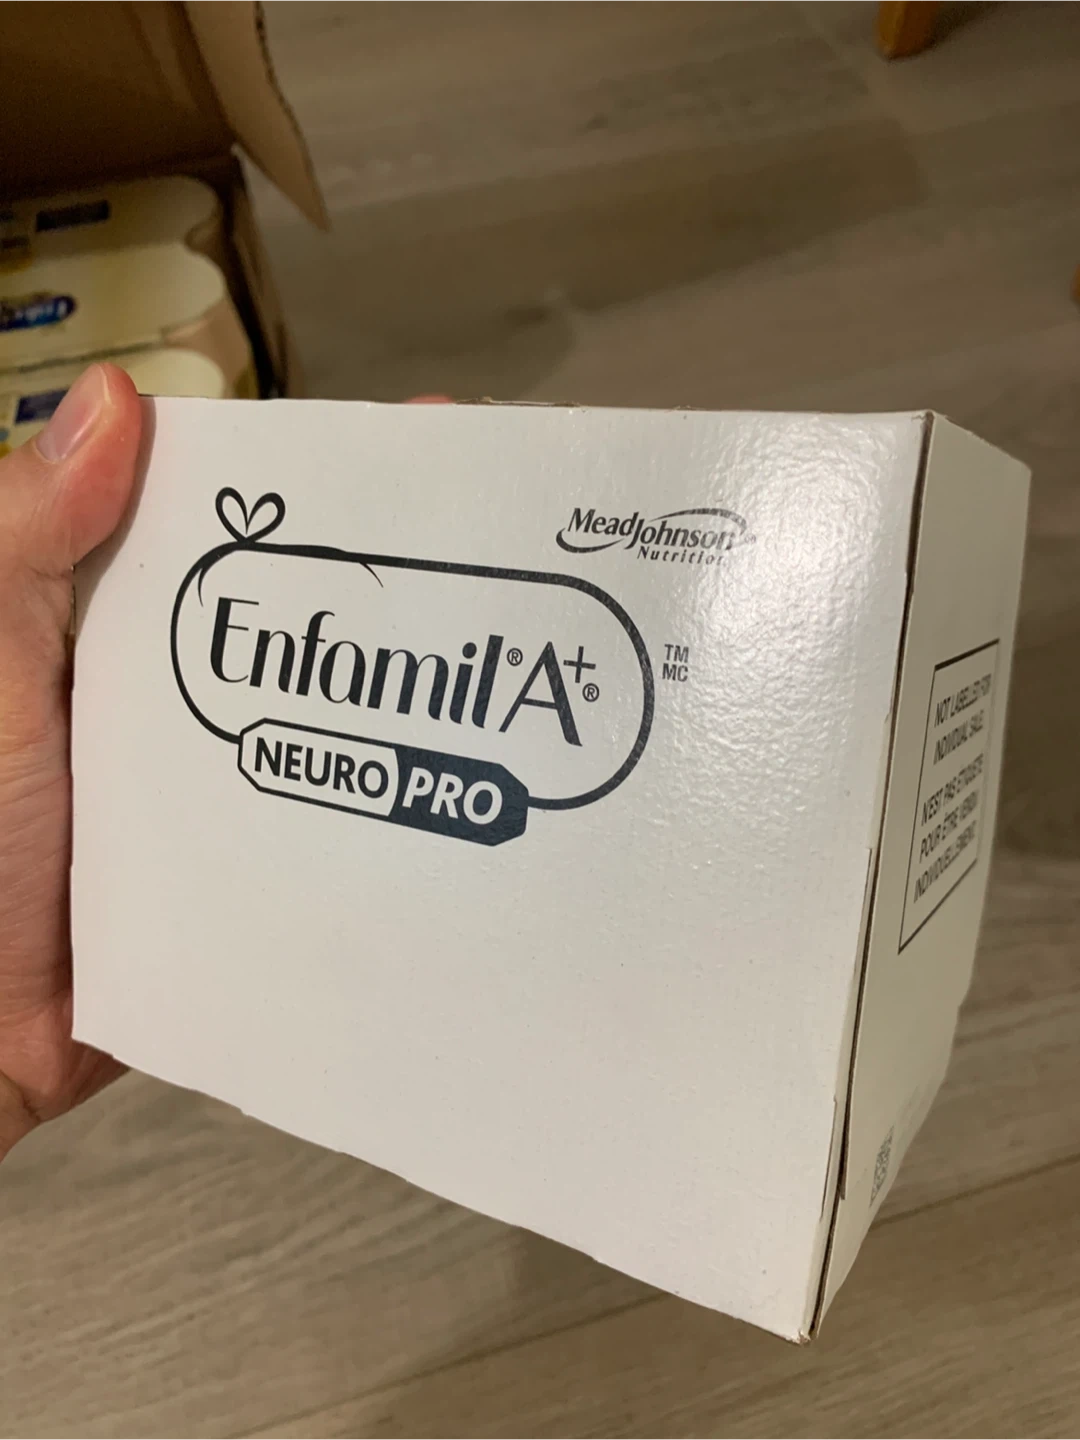 MeadJohnson®
Nutrition
Enfamil® A+®
TM
MC
NEURO PRO
NOT LABELLED FOR
INDIVIDUAL SALE.
N'EST PAS ÉTIQUETÉ
POUR ÊTRE VENDU
INDIVIDUELLEMENT.